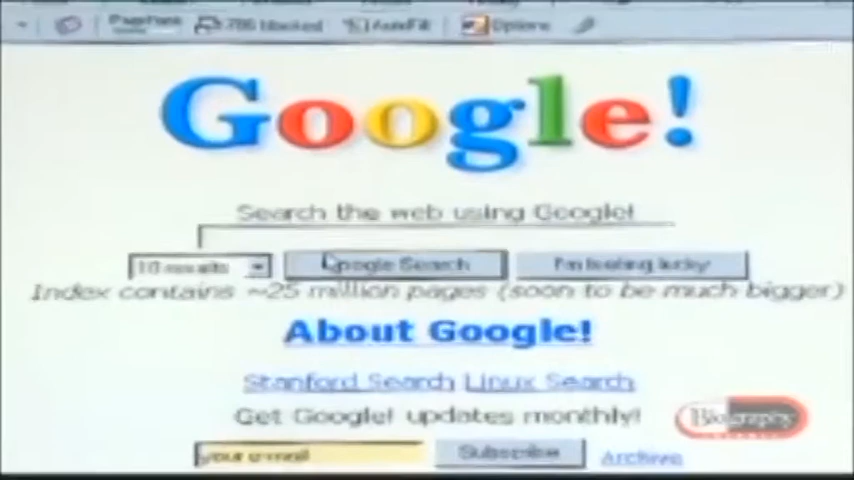 PageRank 786 blocked AutoFill Options
Google!
Search the web using Google!
10 results Google Search I'm feeling lucky
Index contains ~25 million pages (soon to be much bigger)
About Google!
Stanford Search Linux Search
Get Google! updates monthly!
Biography
your e-mail Subscribe Archive